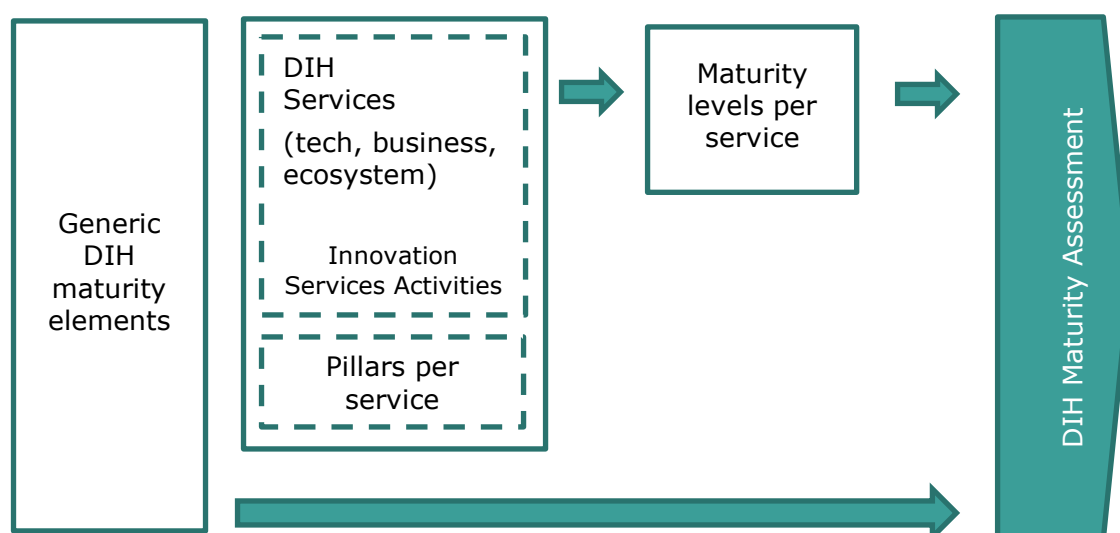 Generic
DIH
maturity
elements
DIH
Services
(tech, business,
ecosystem)
Innovation
Services Activities
Pillars per
service
Maturity
levels per
service
DIH Maturity Assessment